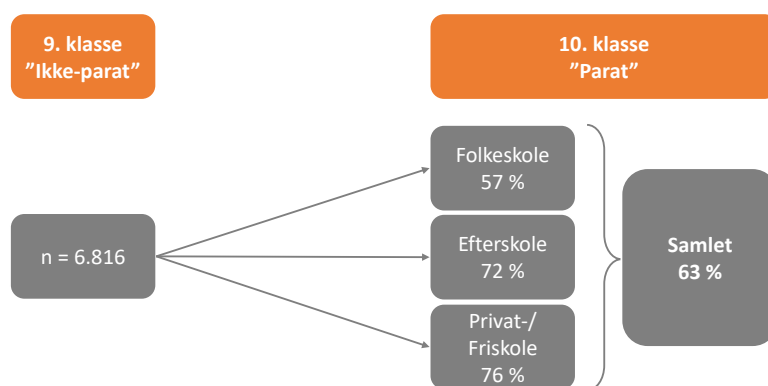 9. klasse
”Ikke-parat”
10. klasse
”Parat”
n = 6.816
Folkeskole
57 %
Efterskole
72 %
Privat-/
Friskole
76 %
Samlet
63 %